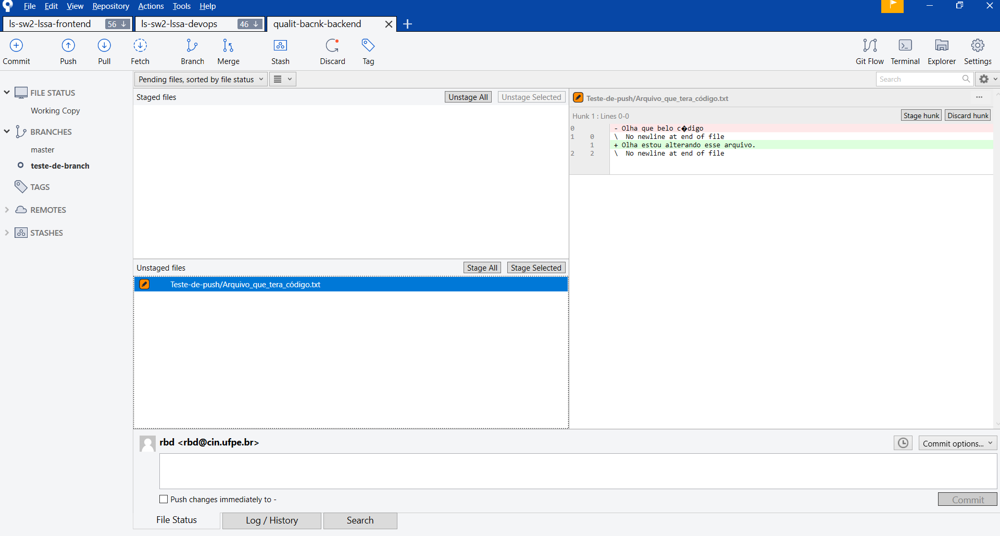 File Edit View Repository Actions Tools Help
ls-sw2-lssa-frontend 56 ↓ ls-sw2-lssa-devops 46 ↓ qualit-bacnk-backend
Commit Push Pull Fetch Branch Merge Stash Discard Tag Git Flow Terminal Explorer Settings
Pending files, sorted by file status Search
FILE STATUS
Working Copy
BRANCHES
master
teste-de-branch
TAGS
REMOTES
STASHES
Staged files Unstage All Unstage Selected
Unstaged files Stage All Stage Selected
Teste-de-push/Arquivo_que_tera_código.txt
Teste-de-push/Arquivo_que_tera_código.txt ...
Hunk 1 : Lines 0-0 Stage hunk Discard hunk
0 - Olha que belo c�digo
1 0 \ No newline at end of file
1 + Olha estou alterando esse arquivo.
2 2 \ No newline at end of file
rbd <rbd@cin.ufpe.br> Commit options...
Push changes immediately to -
Commit
File Status Log / History Search